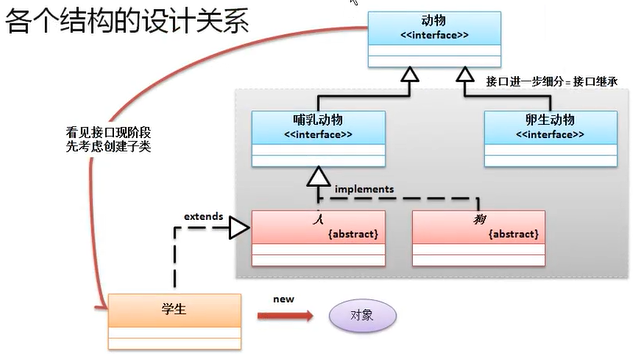 各个结构的设计关系
动物
<<interface>>
接口进一步细分=接口继承
哺乳动物
<<interface>>
卵生动物
<<interface>>
看见接口现阶段
先考虑创建子类
implements
extends
人
{abstract}
狗
{abstract}
学生
new
对象